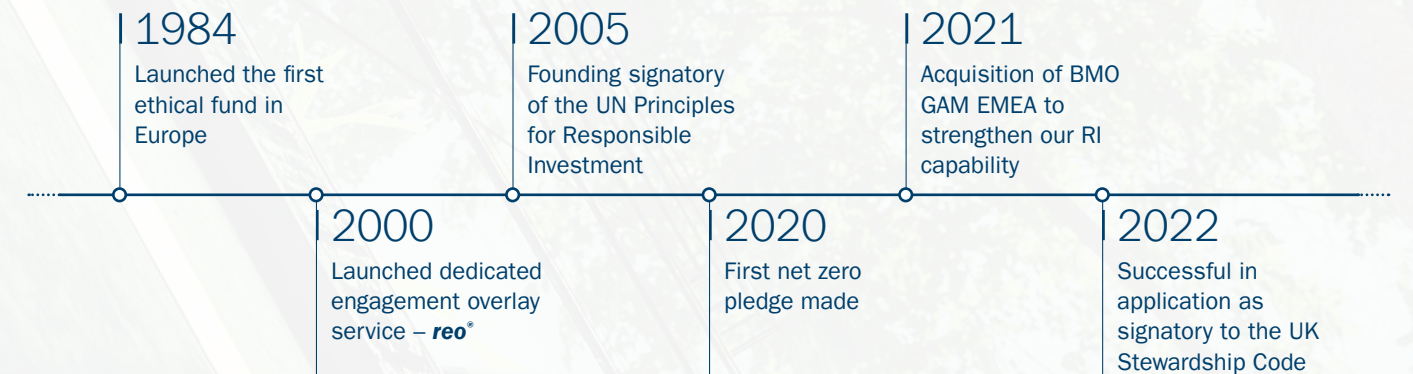 1984
Launched the first
ethical fund in
Europe
2000
Launched dedicated
engagement overlay
service – reo®
2005
Founding signatory
of the UN Principles
for Responsible
Investment
2020
First net zero
pledge made
2021
Acquisition of BMO
GAM EMEA to
strengthen our RI
capability
2022
Successful in
application as
signatory to the UK
Stewardship Code